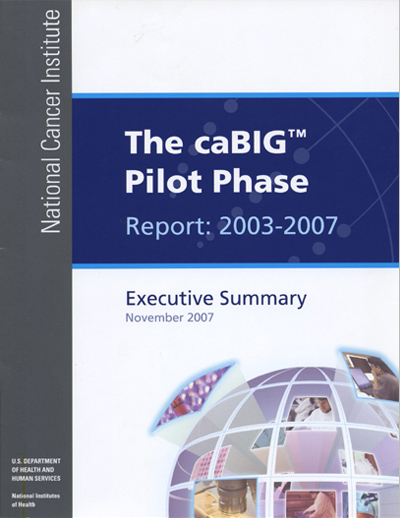 National Cancer Institute
The caBIG™
Pilot Phase
Report: 2003-2007
Executive Summary
November 2007
U.S. DEPARTMENT
OF HEALTH AND
HUMAN SERVICES
National Institutes
of Health